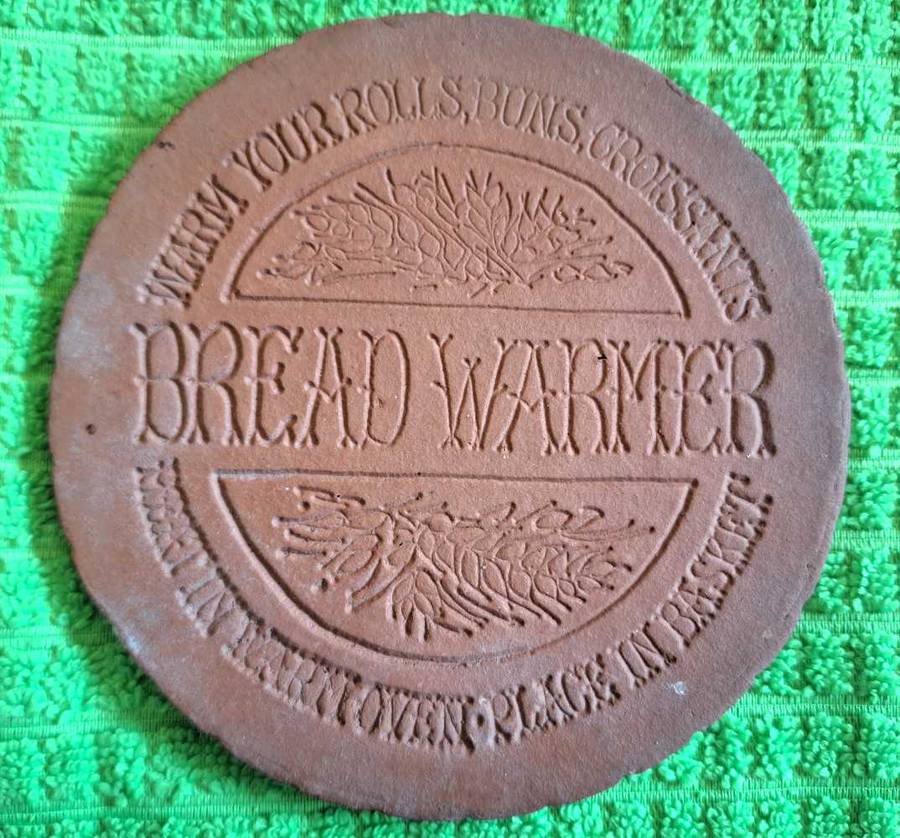 WARM YOUR ROLLS, BUNS, CROISSANTS
BREAD WARMER
HEAT IN WARM OVEN • PLACE IN BASKET